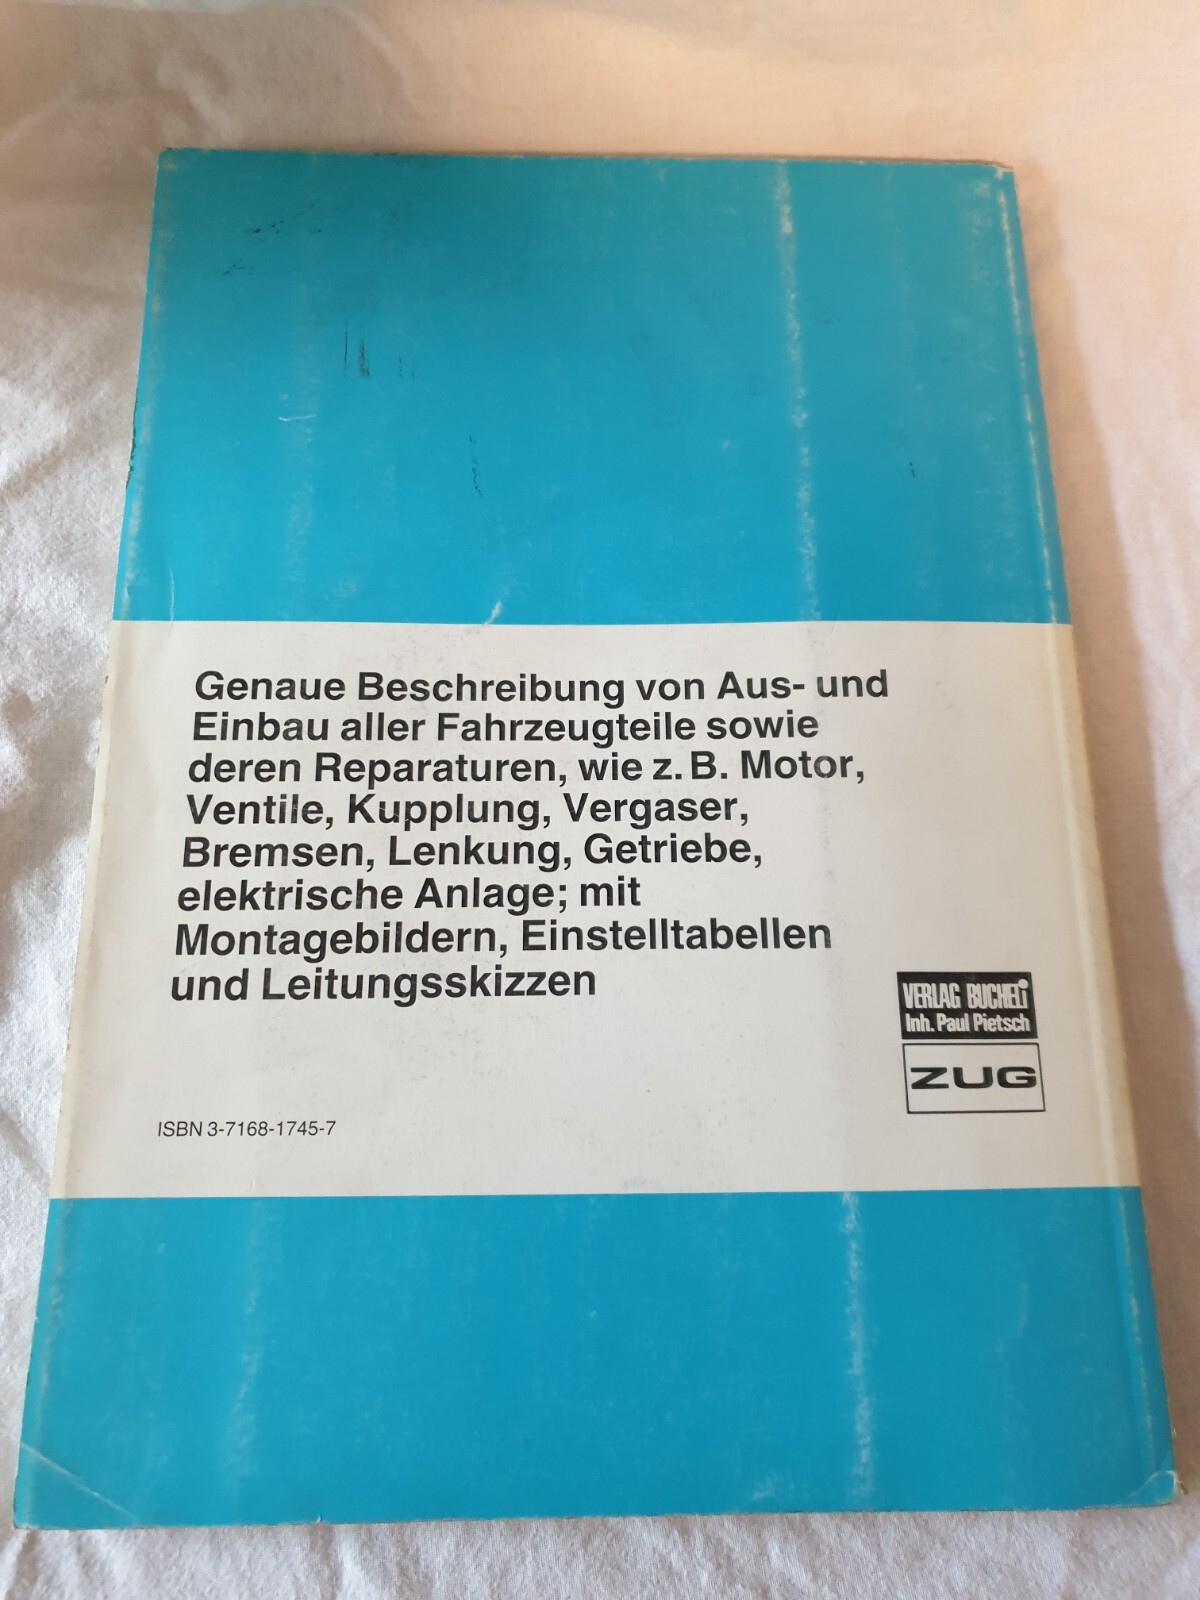 Genaue Beschreibung von Aus- und
Einbau aller Fahrzeugteile sowie
deren Reparaturen, wie z. B. Motor,
Ventile, Kupplung, Vergaser,
Bremsen, Lenkung, Getriebe,
elektrische Anlage; mit
Montagebildern, Einstelltabellen
und Leitungsskizzen
VERLAG BUCHELI
Inh. Paul Pietsch
ZUG
ISBN 3-7168-1745-7